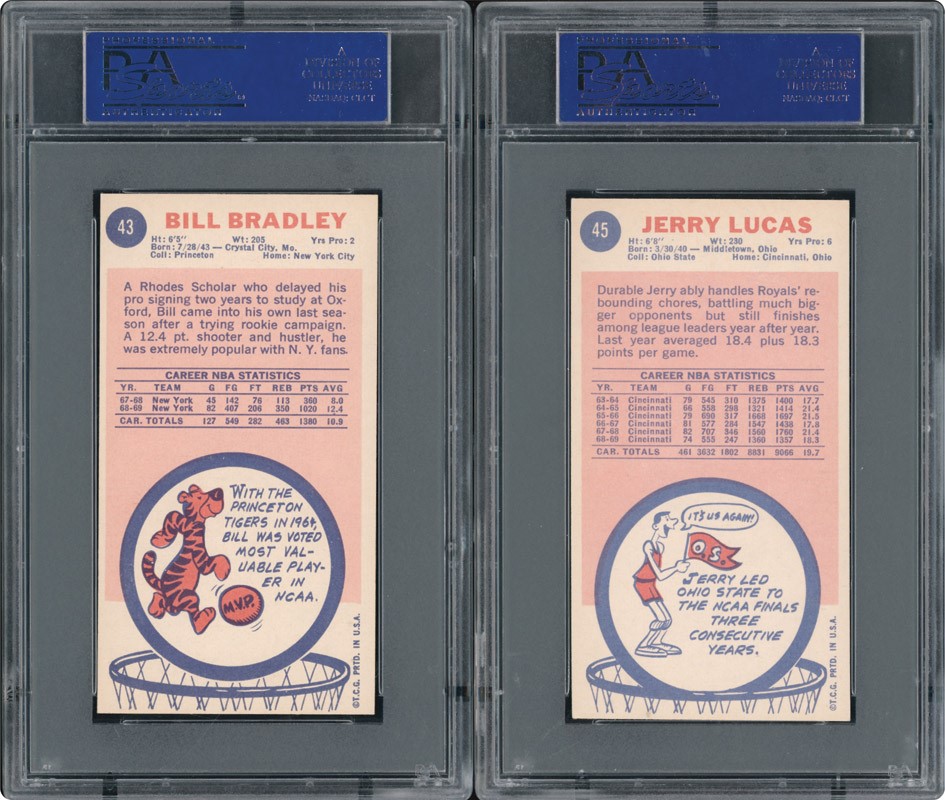 PROFESSIONAL
PSA
Sports
AUTHENTICATOR
A
DIVISION OF
COLLECTORS
UNIVERSE
NASDAQ: CLCT
43
BILL BRADLEY
Ht: 6'5" Wt: 205 Yrs Pro: 2
Born: 7/28/43 — Crystal City, Mo.
Coll: Princeton Home: New York City
A Rhodes Scholar who delayed his
pro signing two years to study at Ox-
ford, Bill came into his own last sea-
son after a trying rookie campaign.
A 12.4 pt. shooter and hustler, he
was extremely popular with N. Y. fans.
CAREER NBA STATISTICS
YR. TEAM G FG FT REB PTS AVG
67-68 New York 45 142 76 113 360 8.0
68-69 New York 82 407 206 350 1020 12.4
CAR. TOTALS 127 549 282 463 1380 10.9
WITH THE
PRINCETON
TIGERS IN 1964,
BILL WAS VOTED
MOST VAL-
UABLE PLAY-
ER IN
NCAA.
M.V.P.
©T.C.G. PRTD. IN U.S.A.
PROFESSIONAL
PSA
Sports
AUTHENTICATOR
A
DIVISION OF
COLLECTORS
UNIVERSE
NASDAQ: CLCT
45
JERRY LUCAS
Ht: 6'8" Wt: 230 Yrs Pro: 6
Born: 3/30/40 — Middletown, Ohio
Coll: Ohio State Home: Cincinnati, Ohio
Durable Jerry ably handles Royals' re-
bounding chores, battling much big-
ger opponents but still finishes
among league leaders year after year.
Last year averaged 18.4 plus 18.3
points per game.
CAREER NBA STATISTICS
YR. TEAM G FG FT REB PTS AVG
63-64 Cincinnati 79 545 310 1375 1400 17.7
64-65 Cincinnati 66 558 298 1321 1414 21.4
65-66 Cincinnati 79 690 317 1668 1697 21.5
66-67 Cincinnati 81 577 284 1547 1438 17.8
67-68 Cincinnati 82 707 346 1560 1760 21.4
68-69 Cincinnati 74 555 247 1360 1357 18.3
CAR. TOTALS 461 3632 1802 8831 9066 19.7
IT'S US AGAIN!
O.S.
JERRY LED
OHIO STATE TO
THE NCAA FINALS
THREE
CONSECUTIVE
YEARS.
©T.C.G. PRTD. IN U.S.A.